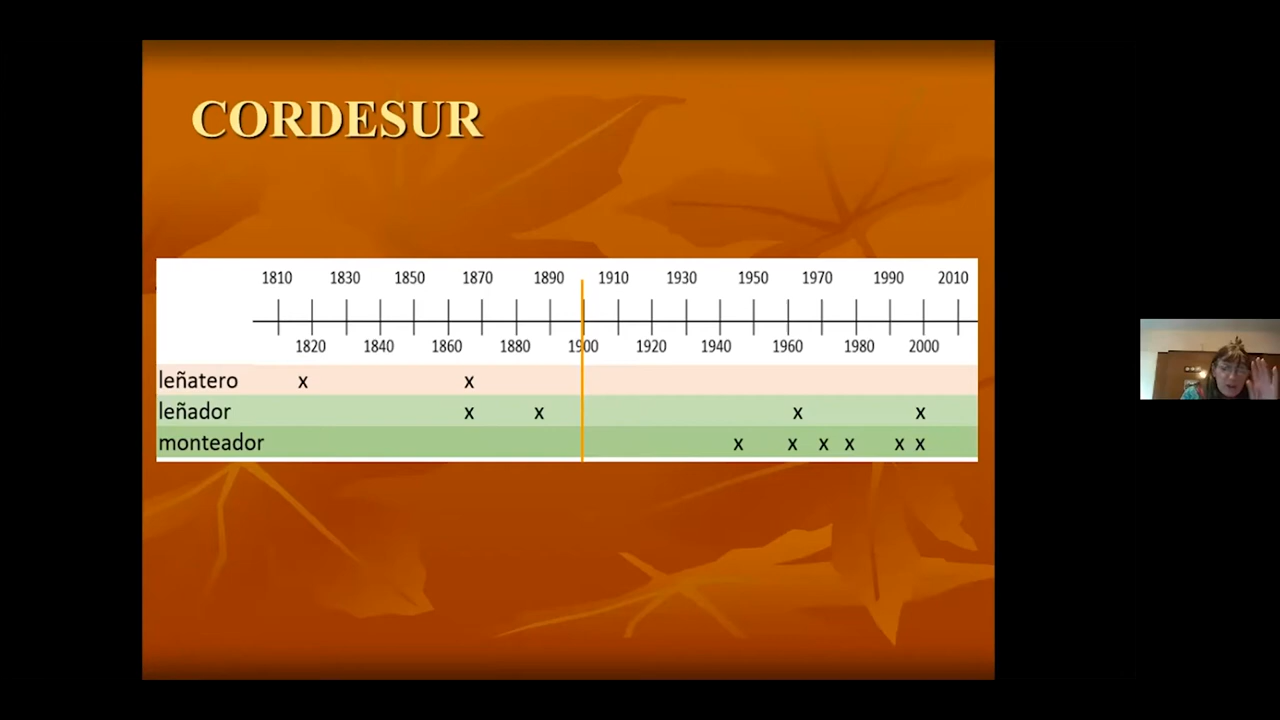 CORDESUR
1810 1830 1850 1870 1890 1910 1930 1950 1970 1990 2010
1820 1840 1860 1880 1900 1920 1940 1960 1980 2000
leñatero x x
leñador x x x x
monteador x x x x x x